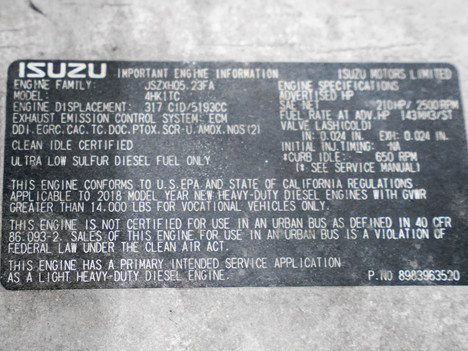 ISUZU IMPORTANT ENGINE INFORMATION ISUZU MOTORS LIMITED
ENGINE FAMILY: JSZXH05.23FA ENGINE SPECIFICATIONS
MODEL: 4HK1TC ADVERTISED HP
ENGINE DISPLACEMENT: 317 CID/5193CC SAE NET 210HP/ 2500RPM
EXHAUST EMISSION CONTROL SYSTEM: ECM FUEL RATE AT ADV.HP 143MM3/ST
DDI.EGRC.CAC.TC.DOC.PTOX.SCR-U.AMOX.NOS(2) VALVE LASH(COLD)
IN: 0.024 IN. EXH: 0.024 IN.
CLEAN IDLE CERTIFIED INITIAL INJ.TIMING: *NA
ULTRA LOW SULFUR DIESEL FUEL ONLY *CURB IDLE: 650 RPM
(* IS SEE SERVICE MANUAL)
THIS ENGINE CONFORMS TO U.S.EPA AND STATE OF CALIFORNIA REGULATIONS
APPLICABLE TO 2018 MODEL YEAR NEW HEAVY-DUTY DIESEL ENGINES WITH GVWR
GREATER THAN 14,000 LBS FOR VOCATIONAL VEHICLES ONLY.
THIS ENGINE IS NOT CERTIFIED FOR USE IN AN URBAN BUS AS DEFINED IN 40 CFR
86.093-2. SALES OF THIS ENGINE FOR USE IN AN URBAN BUS IS A VIOLATION OF
FEDERAL LAW UNDER THE CLEAN AIR ACT.
THIS ENGINE HAS A PRIMARY INTENDED SERVICE APPLICATION
AS A LIGHT HEAVY-DUTY DIESEL ENGINE. P.NO 8983963520